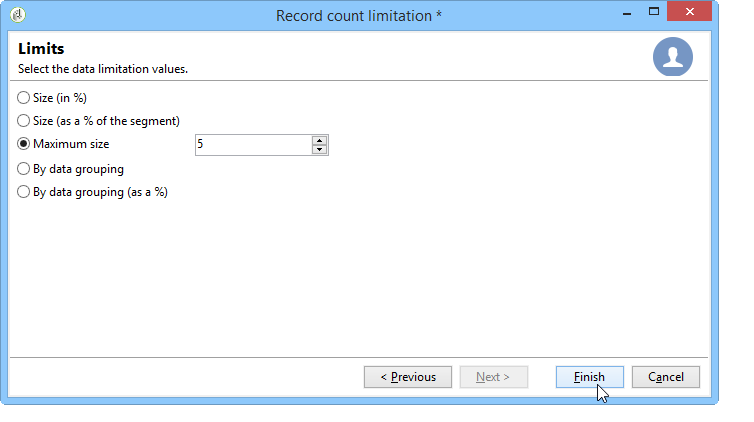 Record count limitation *
Limits
Select the data limitation values.
Size (in %)
Size (as a % of the segment)
Maximum size 5
By data grouping
By data grouping (as a %)
< Previous Next > Finish Cancel